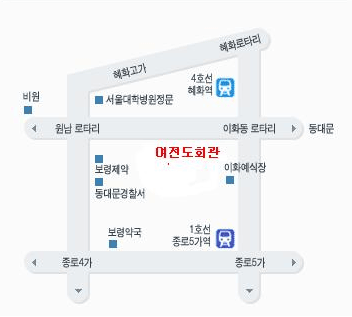 혜화로타리
혜화고가
4호선
혜화역
비원
서울대학병원정문
원남 로타리
이화동 로타리
동대문
여전도회관
보령제약
이화예식장
동대문경찰서
보령약국
1호선
종로5가역
종로4가
종로5가